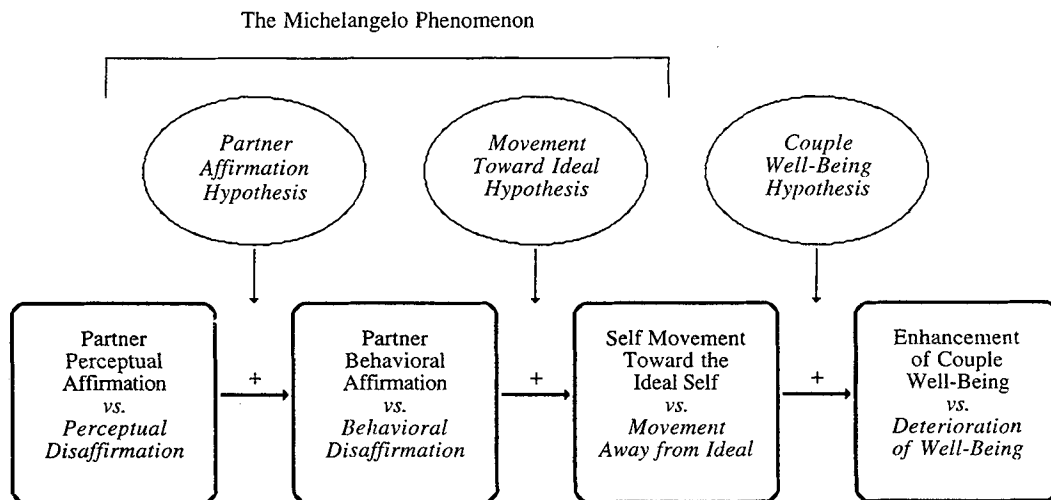 The Michelangelo Phenomenon
Partner
Affirmation
Hypothesis
Movement
Toward Ideal
Hypothesis
Couple
Well-Being
Hypothesis
Partner
Perceptual
Affirmation
vs.
Perceptual
Disaffirmation
+
Partner
Behavioral
Affirmation
vs.
Behavioral
Disaffirmation
+
Self Movement
Toward the
Ideal Self
vs.
Movement
Away from Ideal
+
Enhancement
of Couple
Well-Being
vs.
Deterioration
of Well-Being